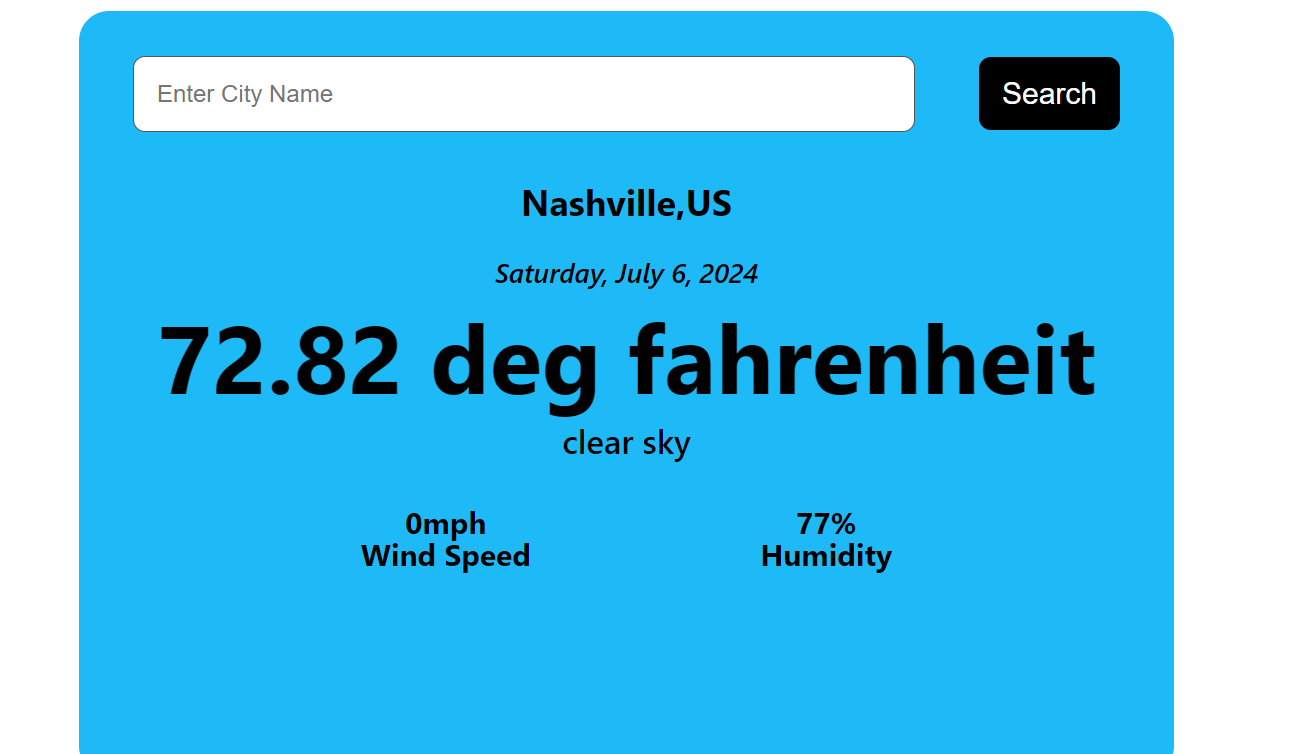 Enter City Name
Search
Nashville,US
Saturday, July 6, 2024
72.82 deg fahrenheit
clear sky
0mph
Wind Speed
77%
Humidity